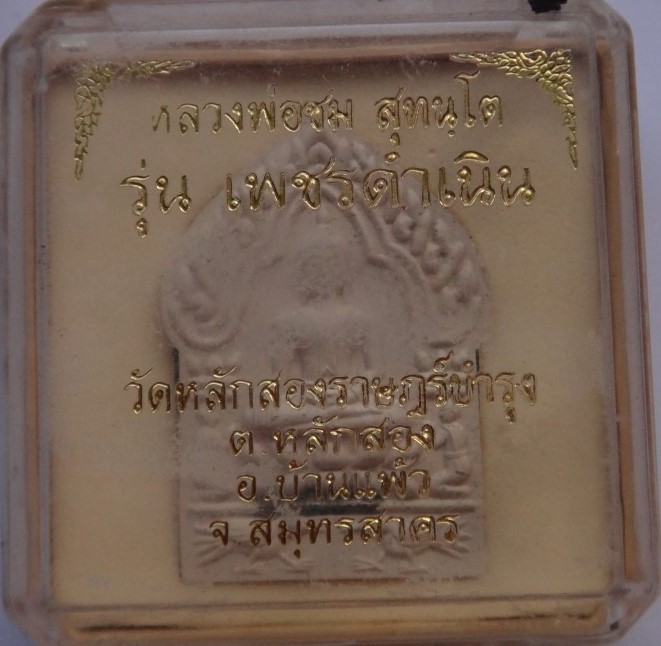 หลวงพ่อชม สุทนฺโต
รุ่น เพชรดำเนิน
วัดหลักสองราษฎร์บำรุง
ต.หลักสอง
อ.บ้านแพ้ว
จ.สมุทรสาคร